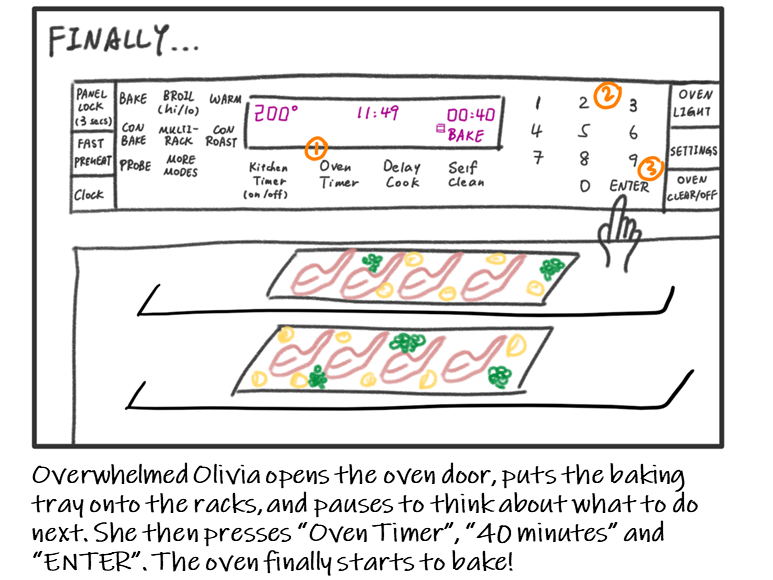 FINALLY...
PANEL LOCK (3 secs)
FAST PREHEAT
Clock
BAKE
BROIL (hi/lo)
WARM
CON BAKE
MULTI-RACK
CON ROAST
PROBE
MORE MODES
200°
11:49
00:40
BAKE
1
Kitchen Timer (on/off)
Oven Timer
Delay Cook
Self Clean
1 2 3
2
4 5 6
7 8 9
3
0 ENTER
OVEN LIGHT
SETTINGS
OVEN CLEAR/OFF
Overwhelmed Olivia opens the oven door, puts the baking
tray onto the racks, and pauses to think about what to do
next. She then presses “Oven Timer”, “40 minutes” and
“ENTER”. The oven finally starts to bake!